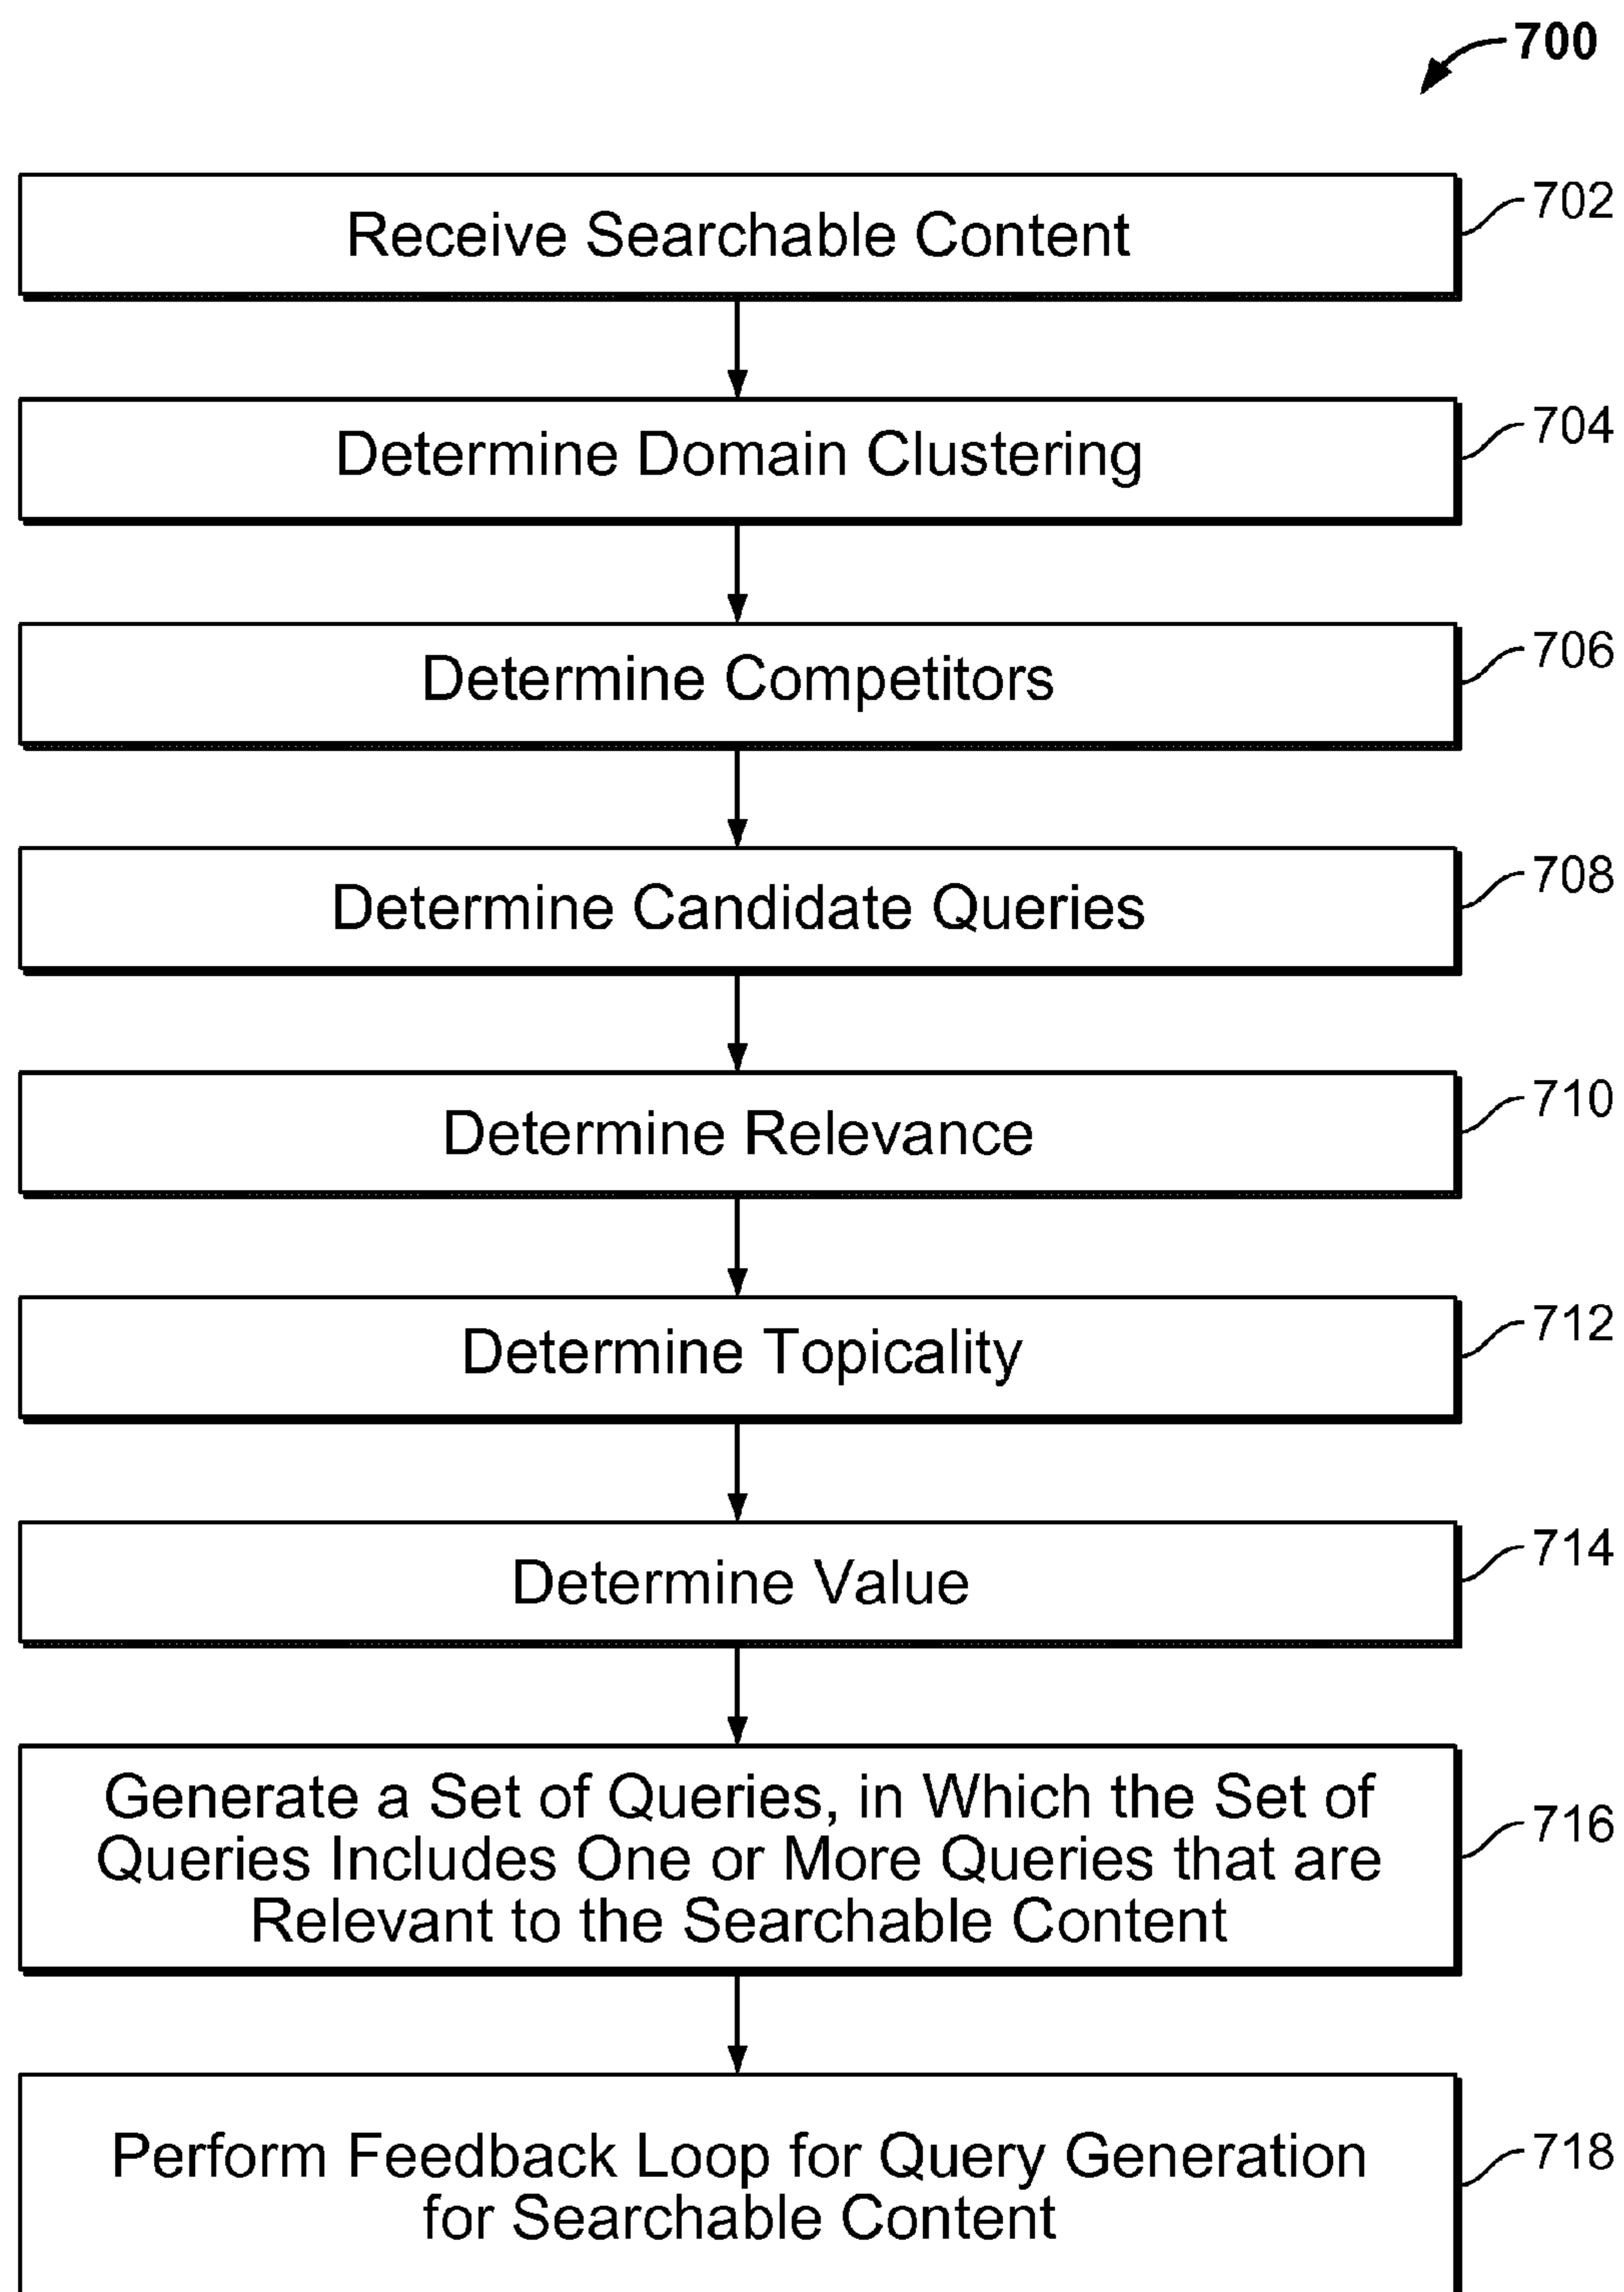 700
Receive Searchable Content
702
Determine Domain Clustering
704
Determine Competitors
706
Determine Candidate Queries
708
Determine Relevance
710
Determine Topicality
712
Determine Value
714
Generate a Set of Queries, in Which the Set of
Queries Includes One or More Queries that are
Relevant to the Searchable Content
716
Perform Feedback Loop for Query Generation
for Searchable Content
718